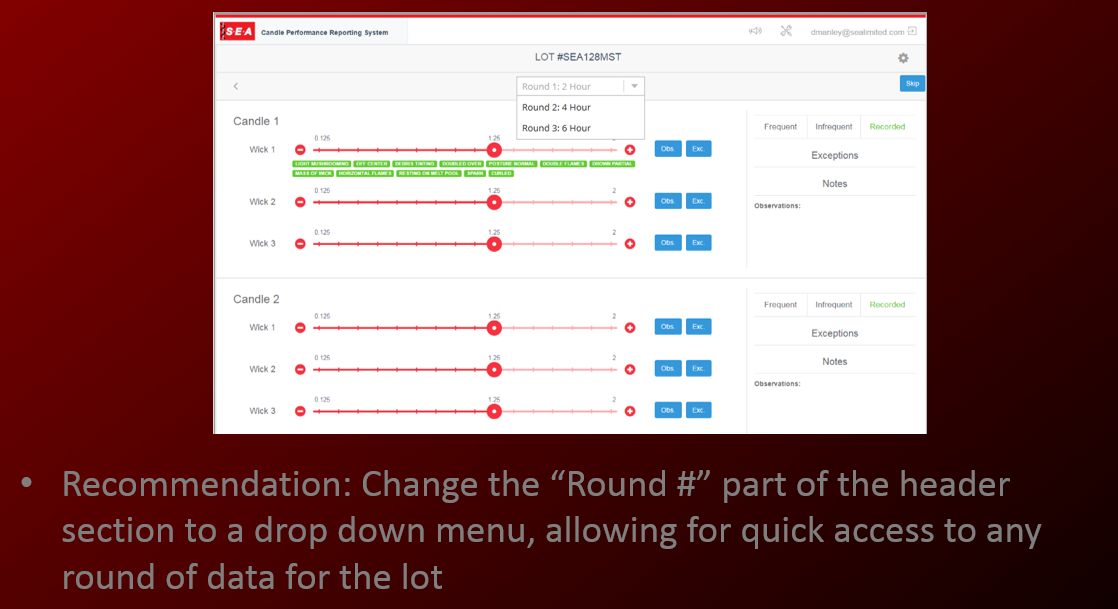 SEA Candle Performance Reporting System
dmanley@sealimited.com
LOT #SEA128MST
Round 1: 2 Hour
Skip
Round 2: 4 Hour
Round 3: 6 Hour
Candle 1
Frequent Infrequent Recorded
0.125 1.25 2
Wick 1 Obs. Exc.
Exceptions
LIGHT MUSHROOMING OFF CENTER DEBRIS TINTING DOUBLED OVER POSTURE NORMAL DOUBLE FLAMES DROWN PARTIAL
MASS OF WICK HORIZONTAL FLAMES RESTING ON MELT POOL SPARK CURLED
Notes
0.125 1.25 2
Wick 2 Obs. Exc.
Observations:
0.125 1.25 2
Wick 3 Obs. Exc.
Candle 2
Frequent Infrequent Recorded
0.125 1.25 2
Wick 1 Obs. Exc.
Exceptions
0.125 1.25 2
Notes
Wick 2 Obs. Exc.
Observations:
0.125 1.25 2
Wick 3 Obs. Exc.
• Recommendation: Change the “Round #” part of the header
section to a drop down menu, allowing for quick access to any
round of data for the lot